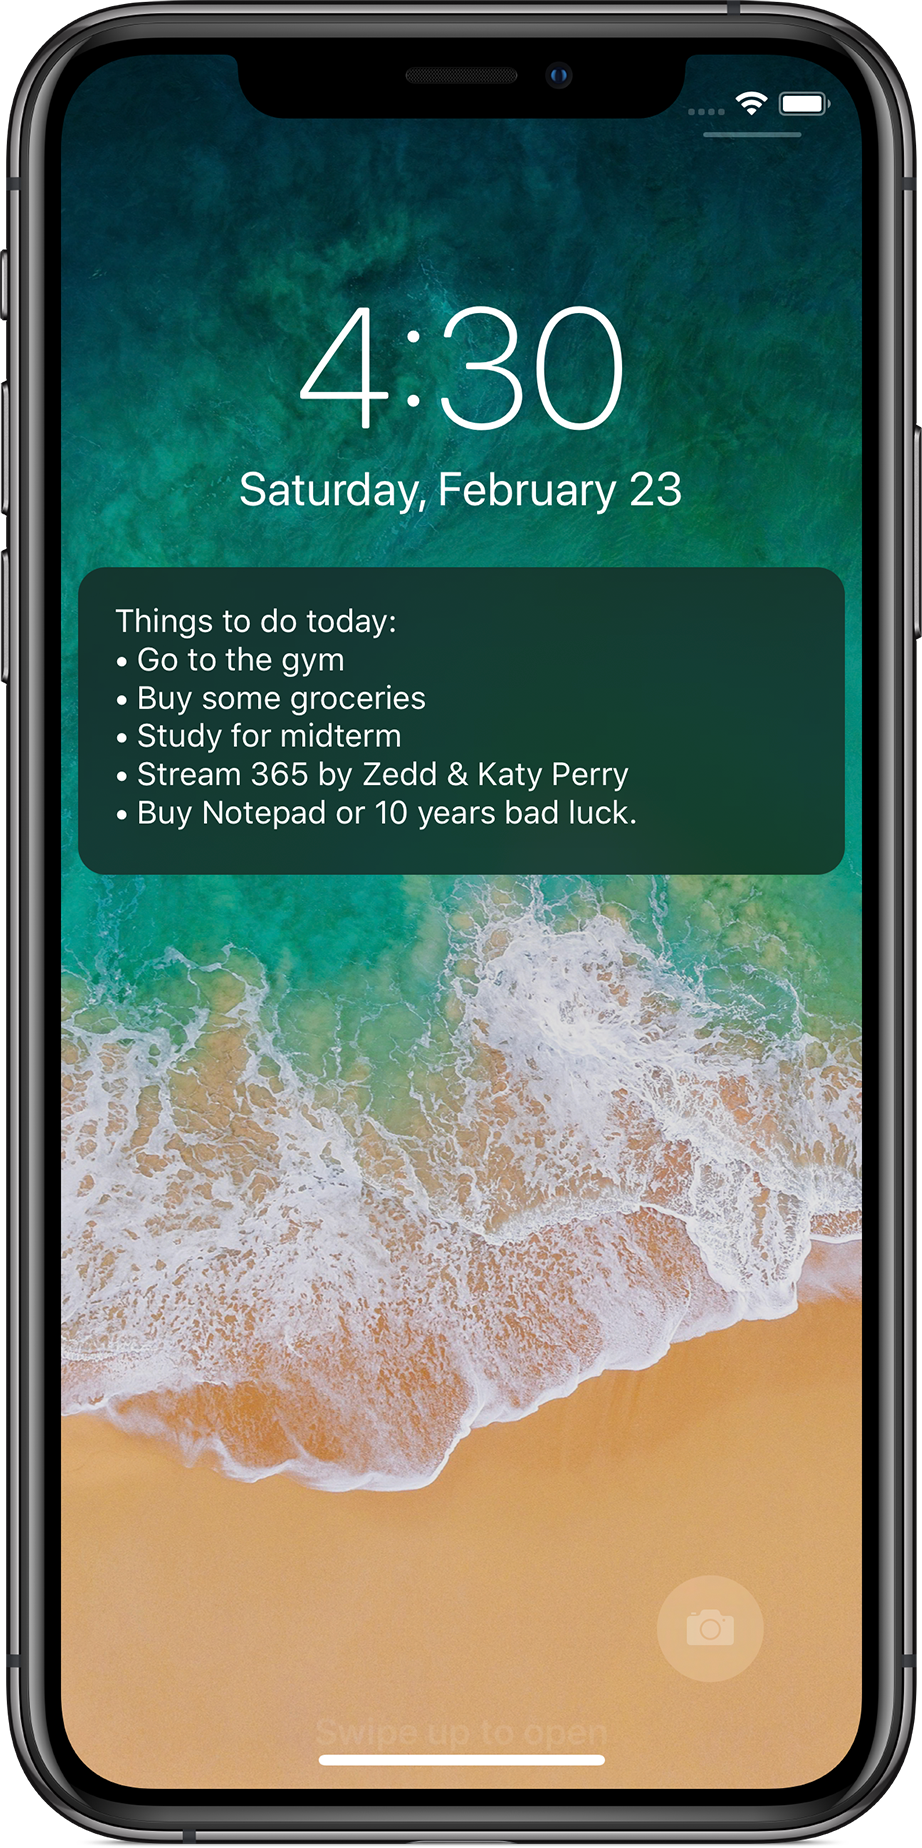 4:30
Saturday, February 23
Things to do today:
• Go to the gym
• Buy some groceries
• Study for midterm
• Stream 365 by Zedd & Katy Perry
• Buy Notepad or 10 years bad luck.
Swipe up to open